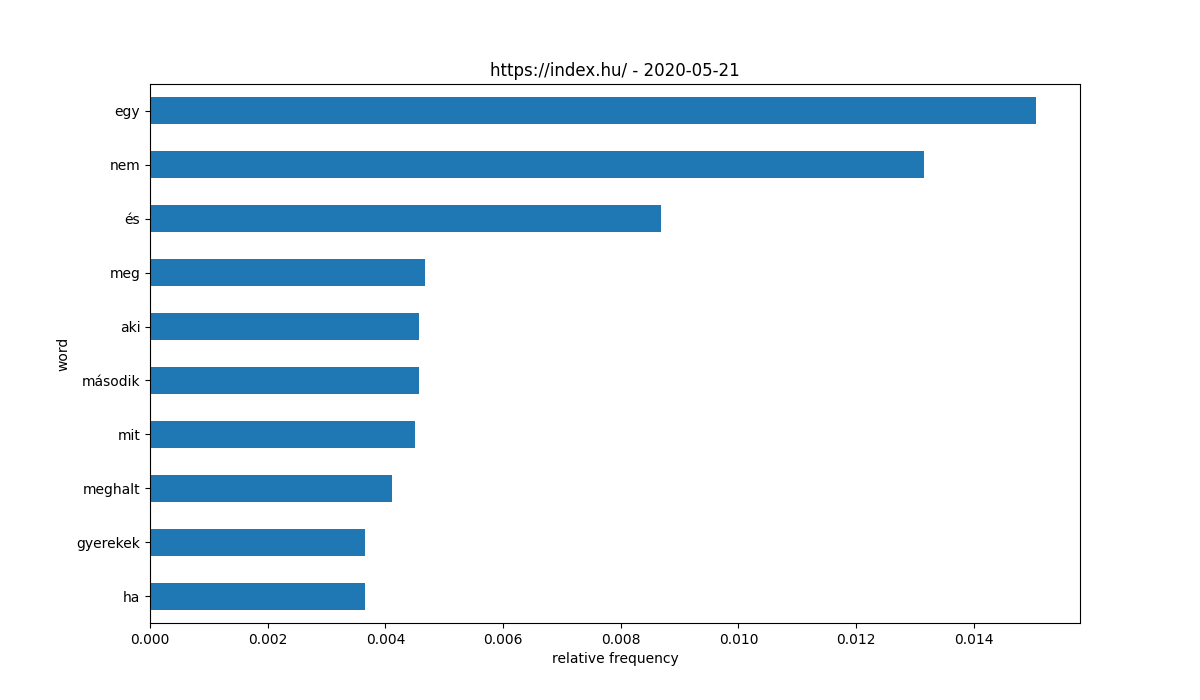 https://index.hu/ - 2020-05-21
egy
nem
és
meg
aki
második
mit
meghalt
gyerekek
ha
word
0.000 0.002 0.004 0.006 0.008 0.010 0.012 0.014
relative frequency